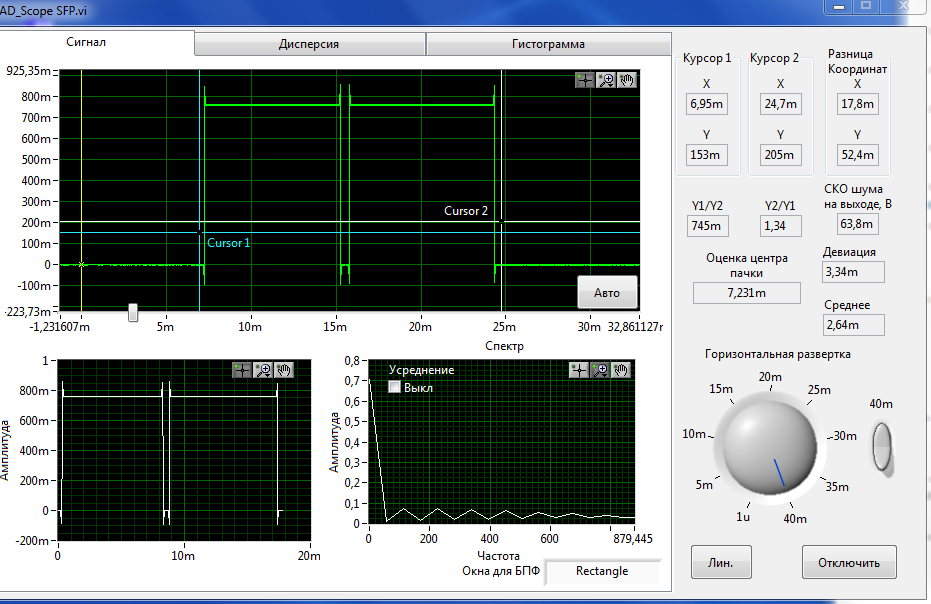 AD_Scope SFP.vi
Сигнал
Дисперсия
Гистограмма
925,35m
800m
700m
600m
500m
400m
300m
200m
100m
0
-100m
-223,73m
Cursor 2
Cursor 1
Авто
-1,231607m 5m 10m 15m 20m 25m 30m 32,861127m
Курсор 1
X
6,95m
Y
153m
Курсор 2
X
24,7m
Y
205m
Разница
Координат
X
17,8m
Y
52,4m
Y1/Y2
745m
Y2/Y1
1,34
СКО шума
на выходе, В
63,8m
Оценка центра
пачки
7,231m
Девиация
3,34m
Среднее
2,64m
Амплитуда
1
800m
600m
400m
200m
0
-200m
0 10m 20m
Спектр
Амплитуда
0,8
0,7
0,6
0,5
0,4
0,3
0,2
0,1
0
Усреднение
Выкл
0 200 400 600 879,445
Частота
Окна для БПФ Rectangle
Горизонтальная развертка
1u
5m
10m
15m
20m
25m
30m
35m
40m
40m
Лин.
Отключить